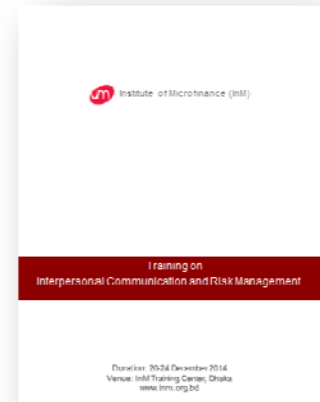 inm Institute of Microfinance (InM)
Training on
Interpersonal Communication and Risk Management
Duration: 20-24 December 2014
Venue: InM Training Center, Dhaka
www.inm.org.bd